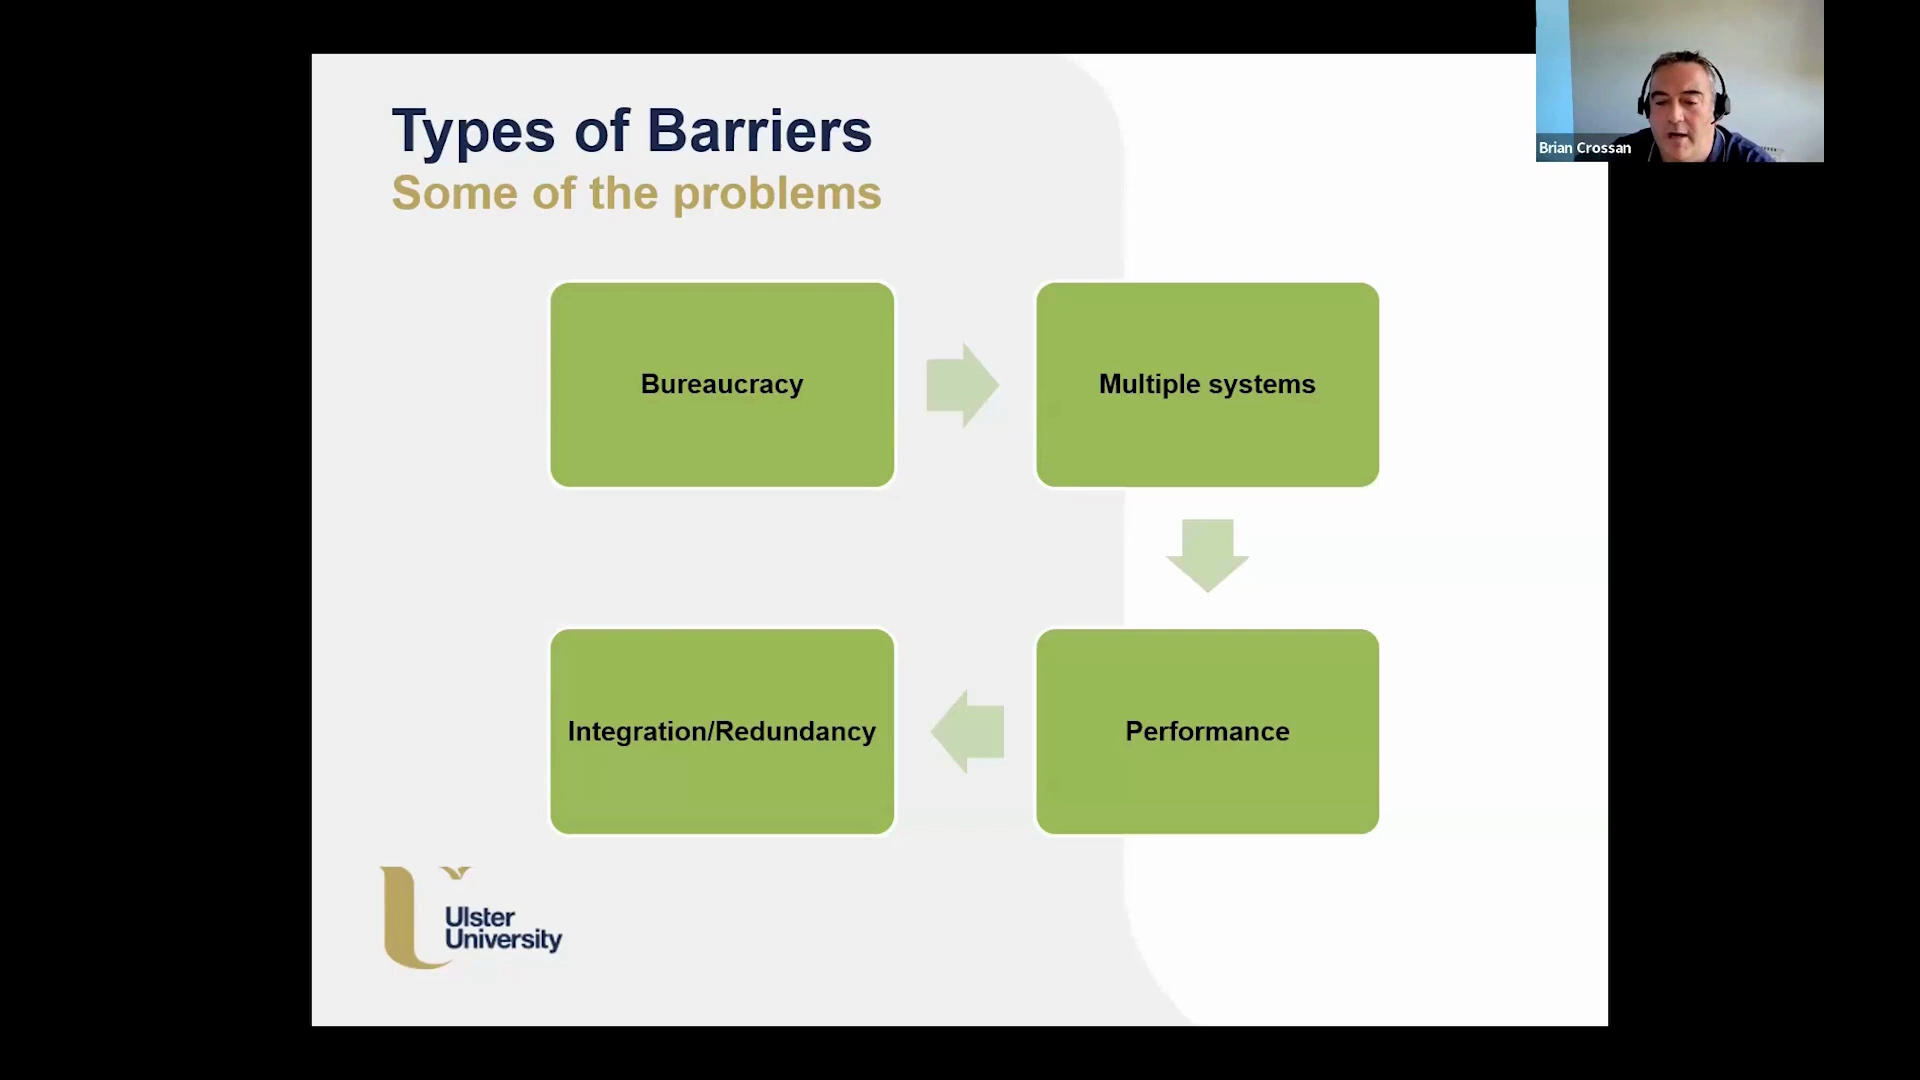 Brian Crossan
Types of Barriers
Some of the problems
Bureaucracy
Multiple systems
Integration/Redundancy
Performance
Ulster
University